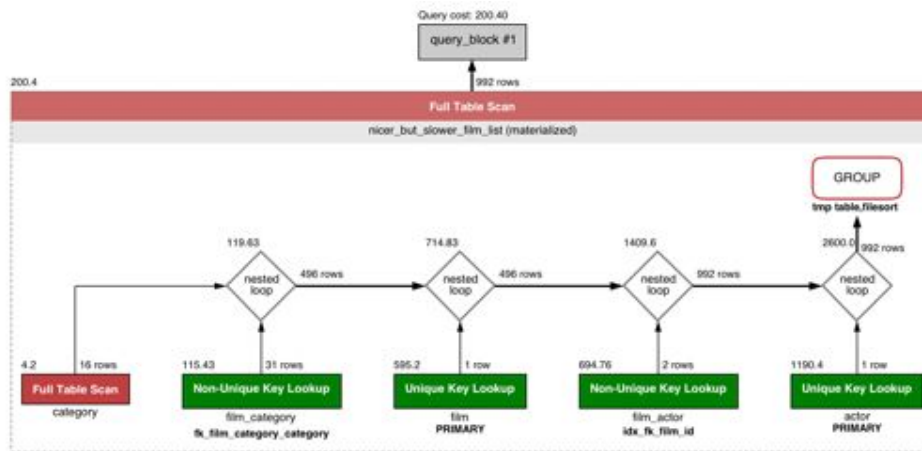 Query cost: 200.40
query_block #1
200.4
992 rows
Full Table Scan
nicer_but_slower_film_list (materialized)
GROUP
tmp table,filesort
119.63
714.83
1409.6
2600.0
992 rows
nested loop
496 rows
nested loop
496 rows
nested loop
992 rows
nested loop
4.2
16 rows
115.43
31 rows
595.2
1 row
694.76
2 rows
1190.4
1 row
Full Table Scan
Non-Unique Key Lookup
Unique Key Lookup
Non-Unique Key Lookup
Unique Key Lookup
category
film_category
film
film_actor
actor
fk_film_category_category
PRIMARY
idx_fk_film_id
PRIMARY